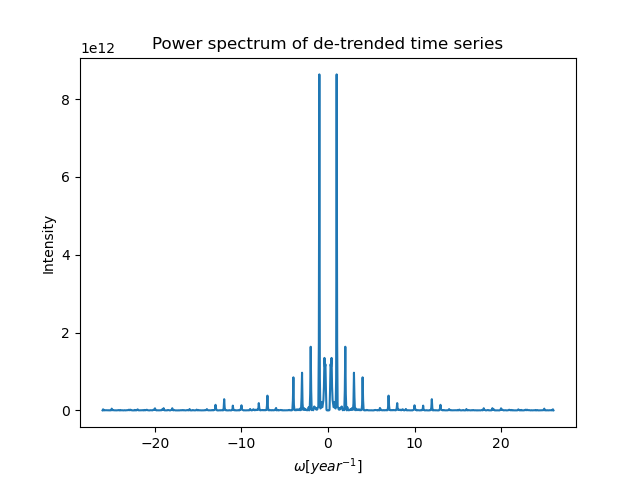 Power spectrum of de-trended time series
1e12
8
6
4
2
0
Intensity
−20 −10 0 10 20
ω[year⁻¹]